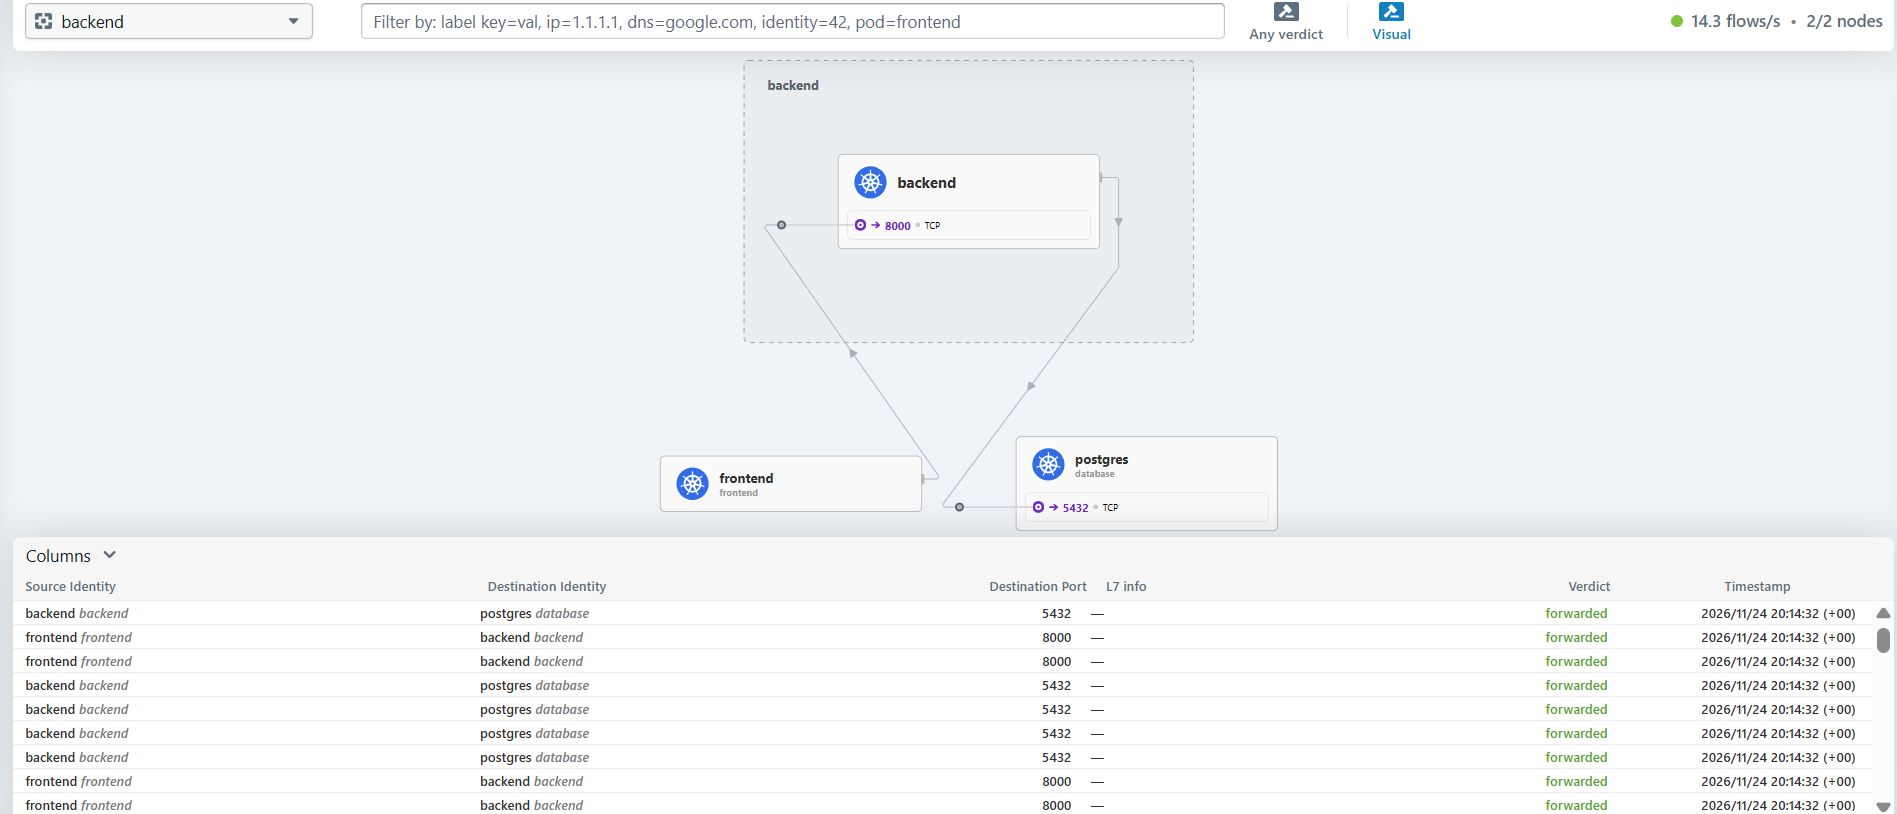 backend
Filter by: label key=val, ip=1.1.1.1, dns=google.com, identity=42, pod=frontend
Any verdict
Visual
14.3 flows/s • 2/2 nodes
backend
backend
8000 • TCP
frontend
frontend
postgres
database
5432 • TCP
Columns
Source Identity Destination Identity Destination Port L7 info Verdict Timestamp
backend backend postgres database 5432 — forwarded 2026/11/24 20:14:32 (+00)
frontend frontend backend backend 8000 — forwarded 2026/11/24 20:14:32 (+00)
frontend frontend backend backend 8000 — forwarded 2026/11/24 20:14:32 (+00)
backend backend postgres database 5432 — forwarded 2026/11/24 20:14:32 (+00)
backend backend postgres database 5432 — forwarded 2026/11/24 20:14:32 (+00)
backend backend postgres database 5432 — forwarded 2026/11/24 20:14:32 (+00)
backend backend postgres database 5432 — forwarded 2026/11/24 20:14:32 (+00)
frontend frontend backend backend 8000 — forwarded 2026/11/24 20:14:32 (+00)
frontend frontend backend backend 8000 — forwarded 2026/11/24 20:14:32 (+00)